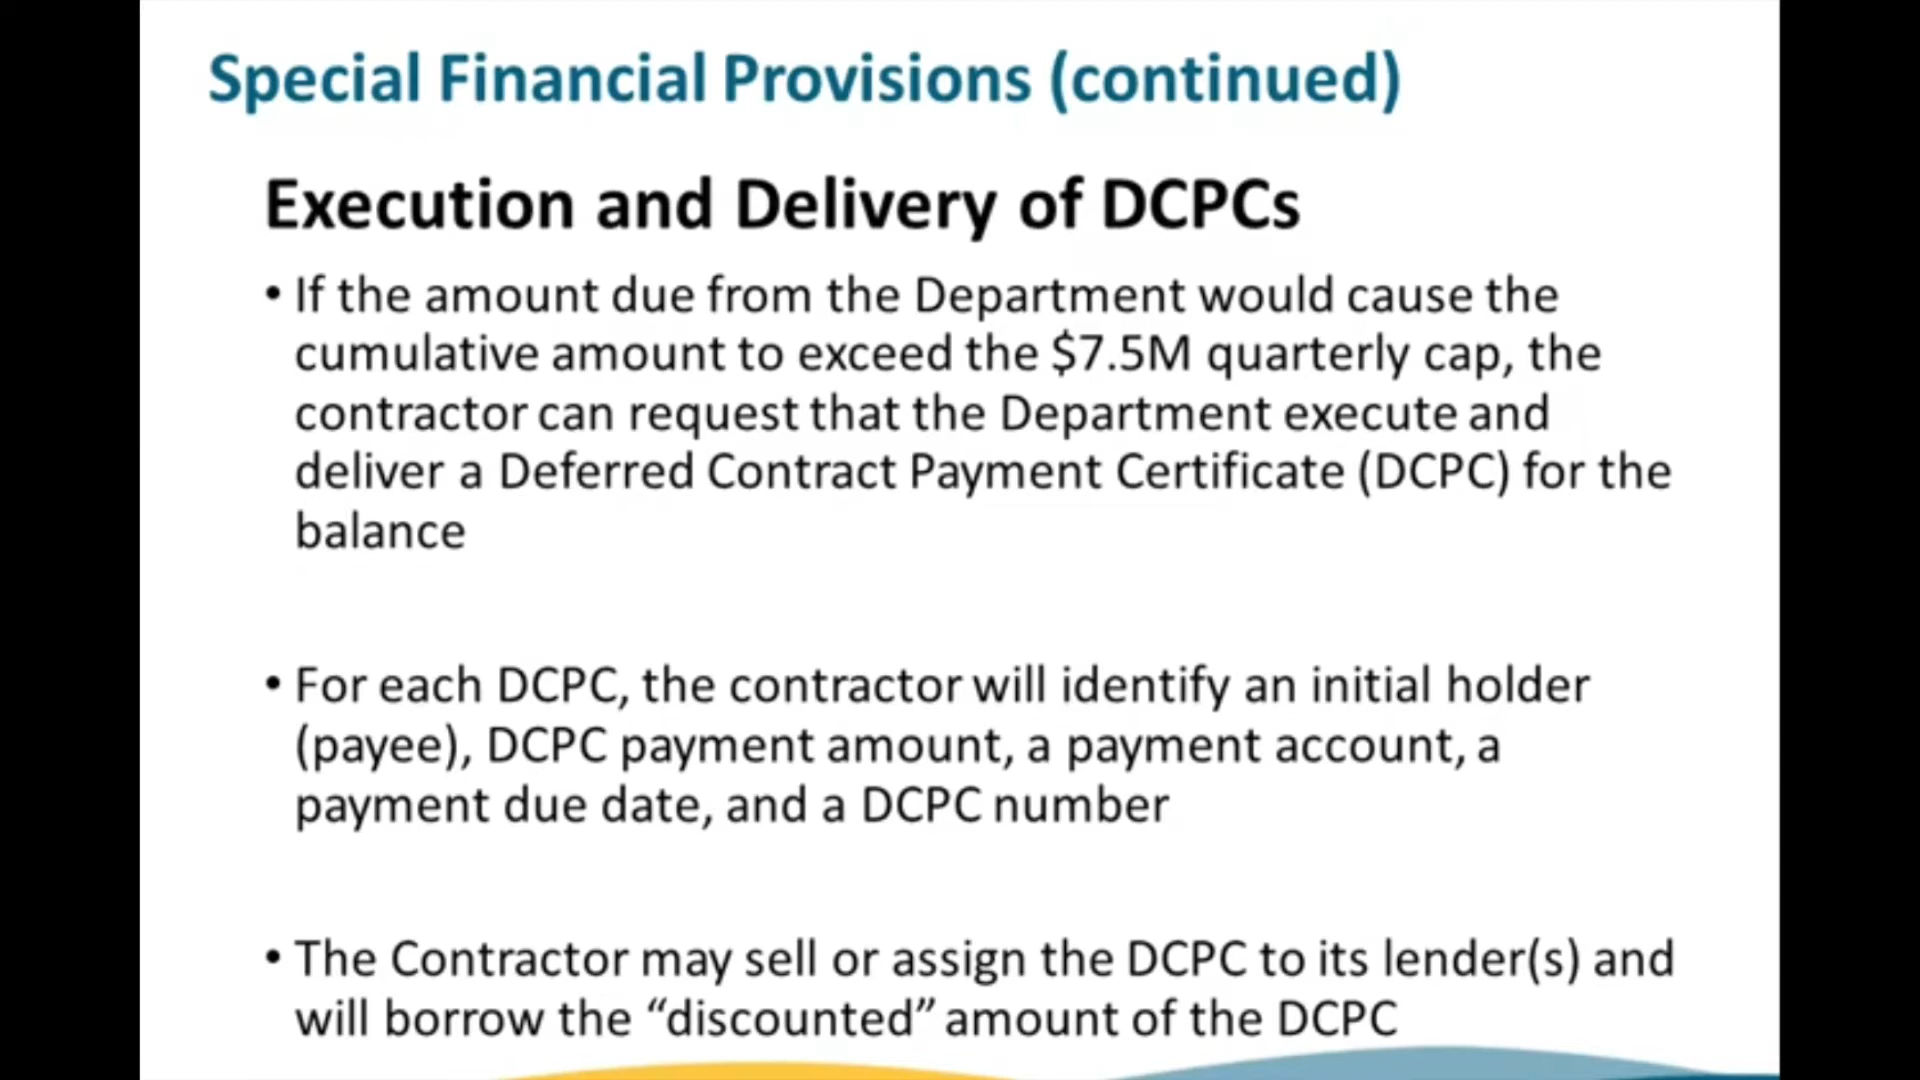 Special Financial Provisions (continued)
Execution and Delivery of DCPCs
• If the amount due from the Department would cause the
cumulative amount to exceed the $7.5M quarterly cap, the
contractor can request that the Department execute and
deliver a Deferred Contract Payment Certificate (DCPC) for the
balance
• For each DCPC, the contractor will identify an initial holder
(payee), DCPC payment amount, a payment account, a
payment due date, and a DCPC number
• The Contractor may sell or assign the DCPC to its lender(s) and
will borrow the “discounted” amount of the DCPC